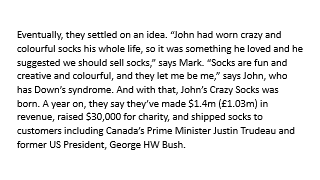 Eventually, they settled on an idea. “John had worn crazy and
colourful socks his whole life, so it was something he loved and he
suggested we should sell socks,” says Mark. “Socks are fun and
creative and colourful, and they let me be me,” says John, who
has Down’s syndrome. And with that, John’s Crazy Socks was
born. A year on, they say they’ve made $1.4m (£1.03m) in
revenue, raised $30,000 for charity, and shipped socks to
customers including Canada’s Prime Minister Justin Trudeau and
former US President, George HW Bush.